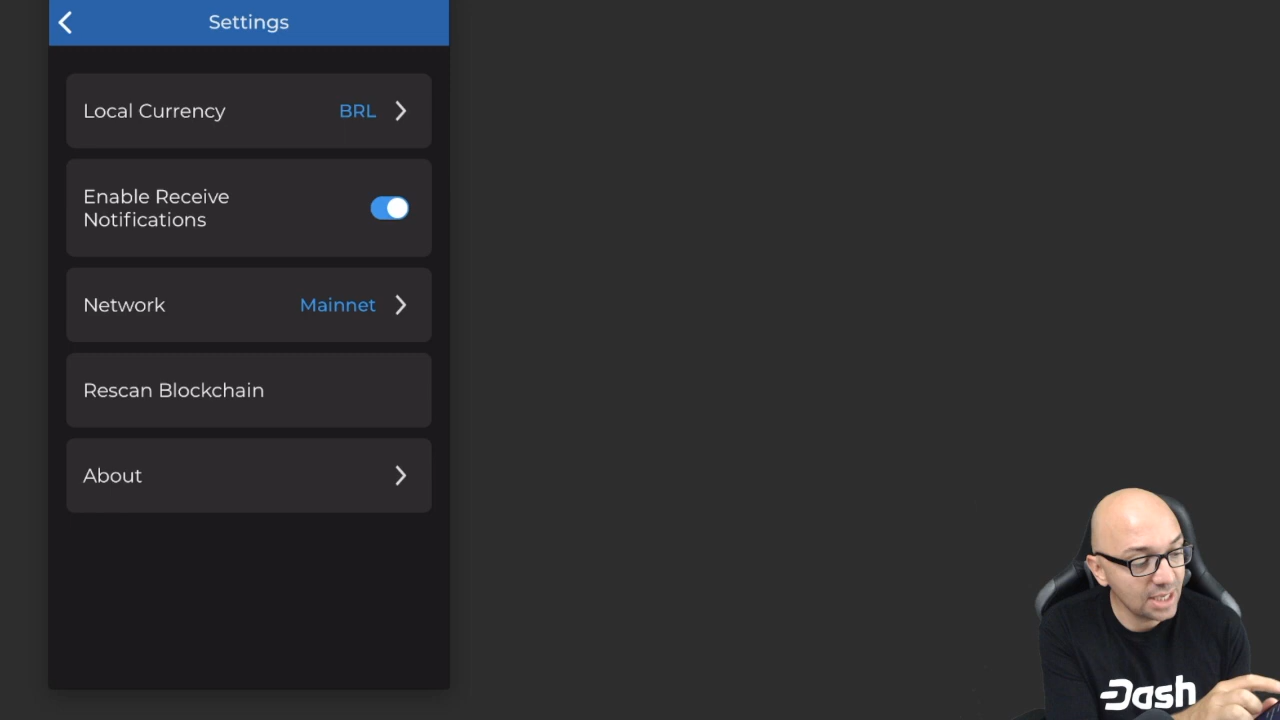 Settings
Local Currency
BRL
Enable Receive
Notifications
Network
Mainnet
Rescan Blockchain
About
Dash